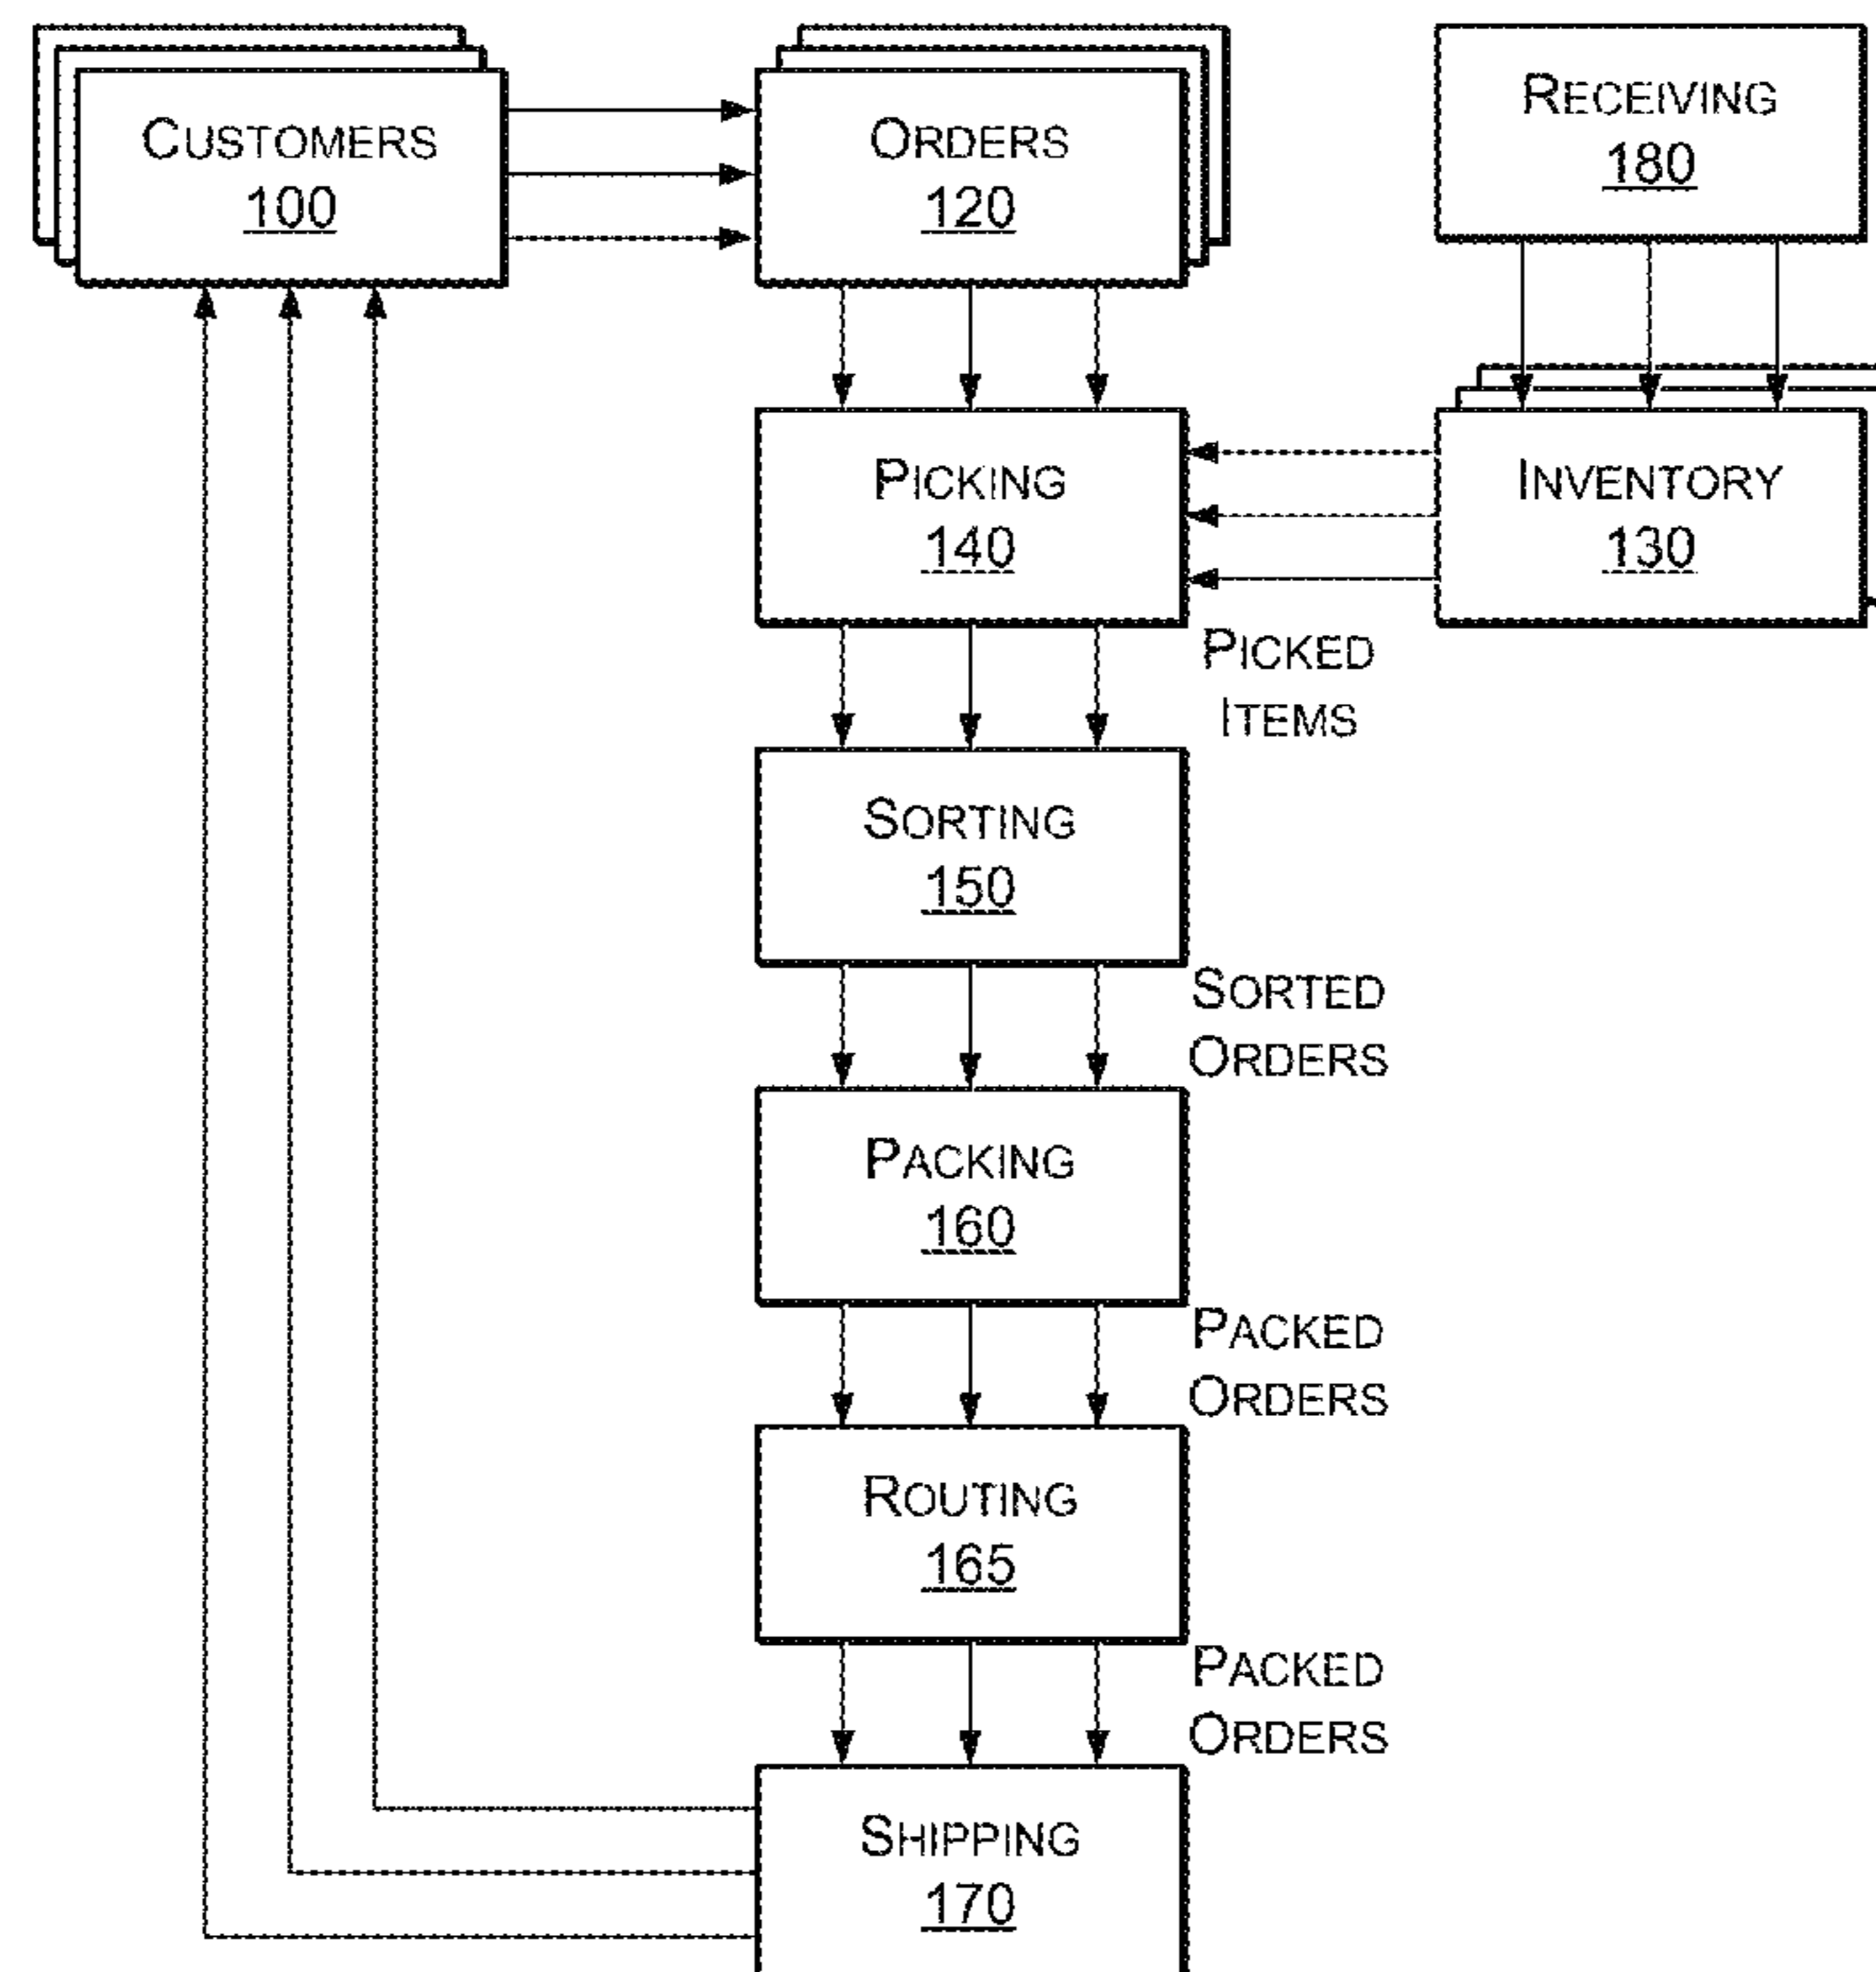 CUSTOMERS
100
ORDERS
120
RECEIVING
180
PICKING
140
INVENTORY
130
PICKED
ITEMS
SORTING
150
SORTED
ORDERS
PACKING
160
PACKED
ORDERS
ROUTING
165
PACKED
ORDERS
SHIPPING
170